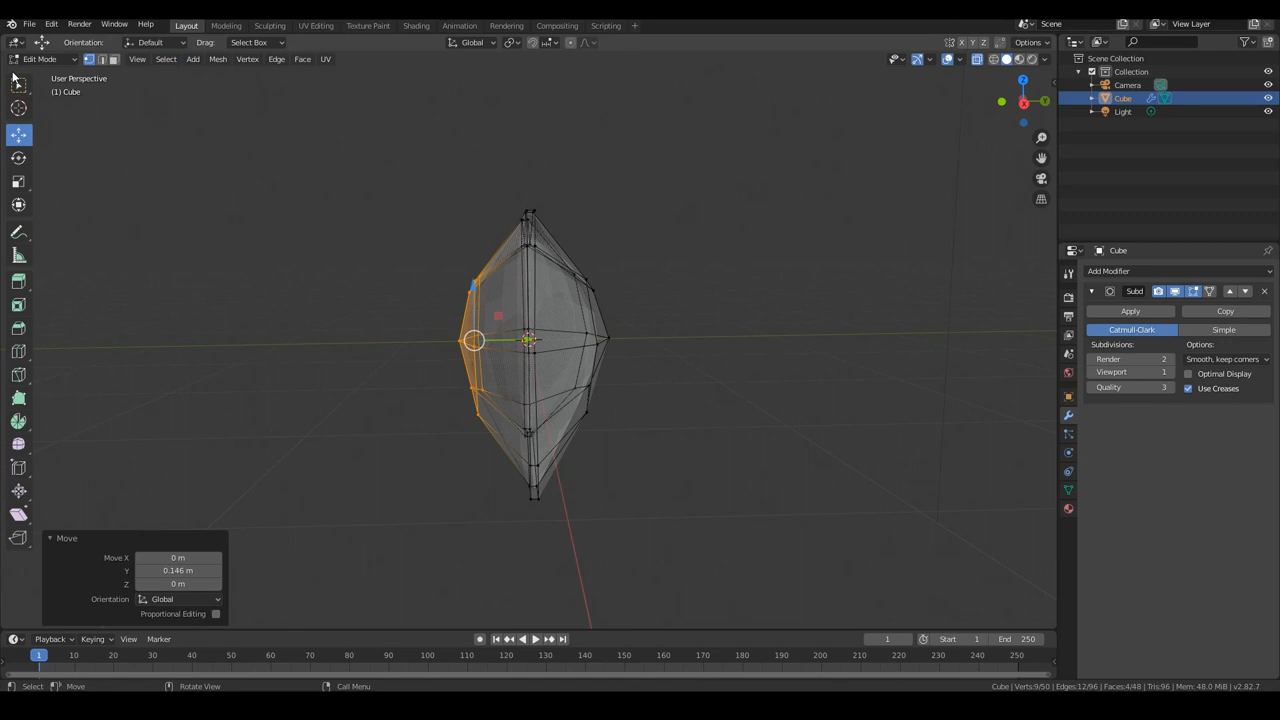 File Edit Render Window Help Layout Modeling Sculpting UV Editing Texture Paint Shading Animation Rendering Compositing Scripting + Scene View Layer
Orientation: Default Drag: Select Box Global X Y Z Options
Edit Mode View Select Add Mesh Vertex Edge Face UV
User Perspective
(1) Cube
Z
X
Y
Scene Collection
Collection
Camera
Cube
Light
Cube
Add Modifier
Subd
Apply Copy
Catmull-Clark Simple
Subdivisions: Options:
Render 2 Smooth, keep corners
Viewport 1 Optimal Display
Quality 3 Use Creases
Move
Move X 0 m
Y 0.146 m
Z 0 m
Orientation Global
Proportional Editing
Playback Keying View Marker 1 Start 1 End 250
1 10 20 30 40 50 60 70 80 90 100 110 120 130 140 150 160 170 180 190 200 210 220 230 240 250
Select Move Rotate View Call Menu Cube | Verts:9/50 | Edges:12/96 | Faces:4/48 | Tris:96 | Mem: 48.0 MiB | v2.82.7